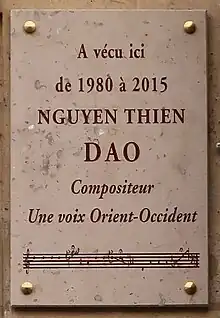 A vécu ici
de 1980 à 2015
NGUYEN THIEN
DAO
Compositeur
Une voix Orient-Occident